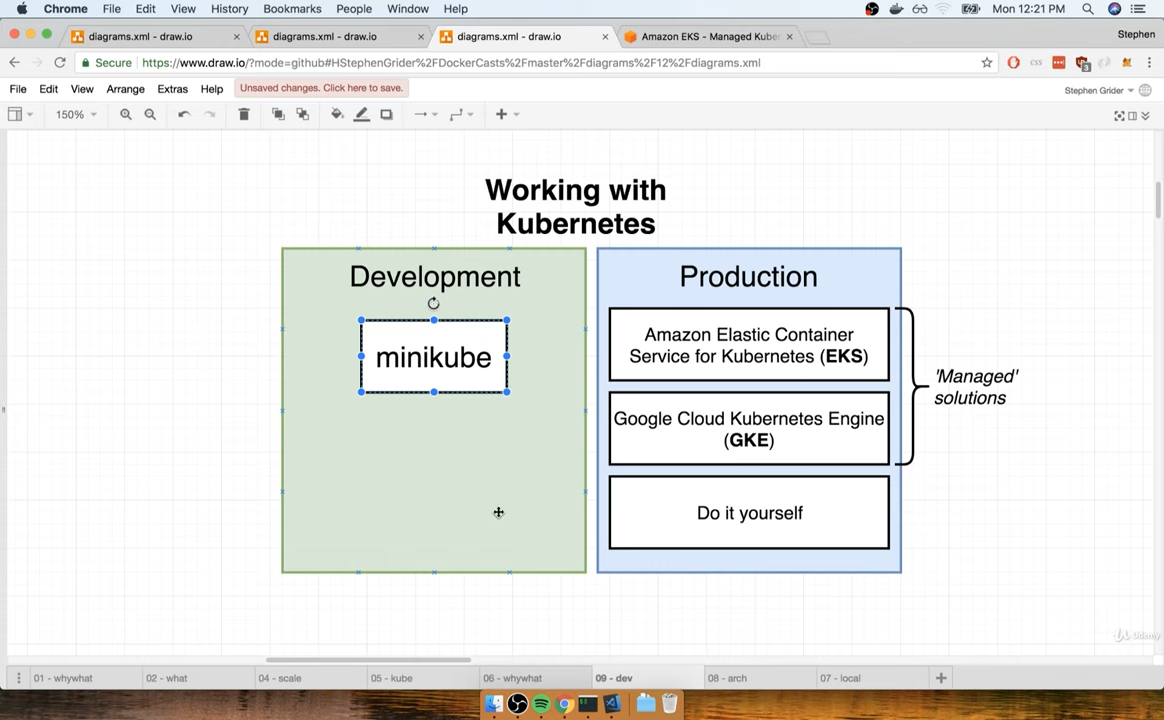 Chrome File Edit View History Bookmarks People Window Help Mon 12:21 PM
diagrams.xml - draw.io diagrams.xml - draw.io diagrams.xml - draw.io Amazon EKS - Managed Kuber Stephen
Secure https://www.draw.io/?mode=github#HStephenGrider%2FDockerCasts%2Fmaster%2Fdiagrams%2F12%2Fdiagrams.xml css 3
File Edit View Arrange Extras Help Unsaved changes. Click here to save. Stephen Grider
150%
Working with
Kubernetes
Development
minikube
Production
Amazon Elastic Container
Service for Kubernetes (EKS)
Google Cloud Kubernetes Engine
(GKE)
Do it yourself
'Managed'
solutions
Udemy
01 - whywhat 02 - what 04 - scale 05 - kube 06 - whywhat 09 - dev 08 - arch 07 - local